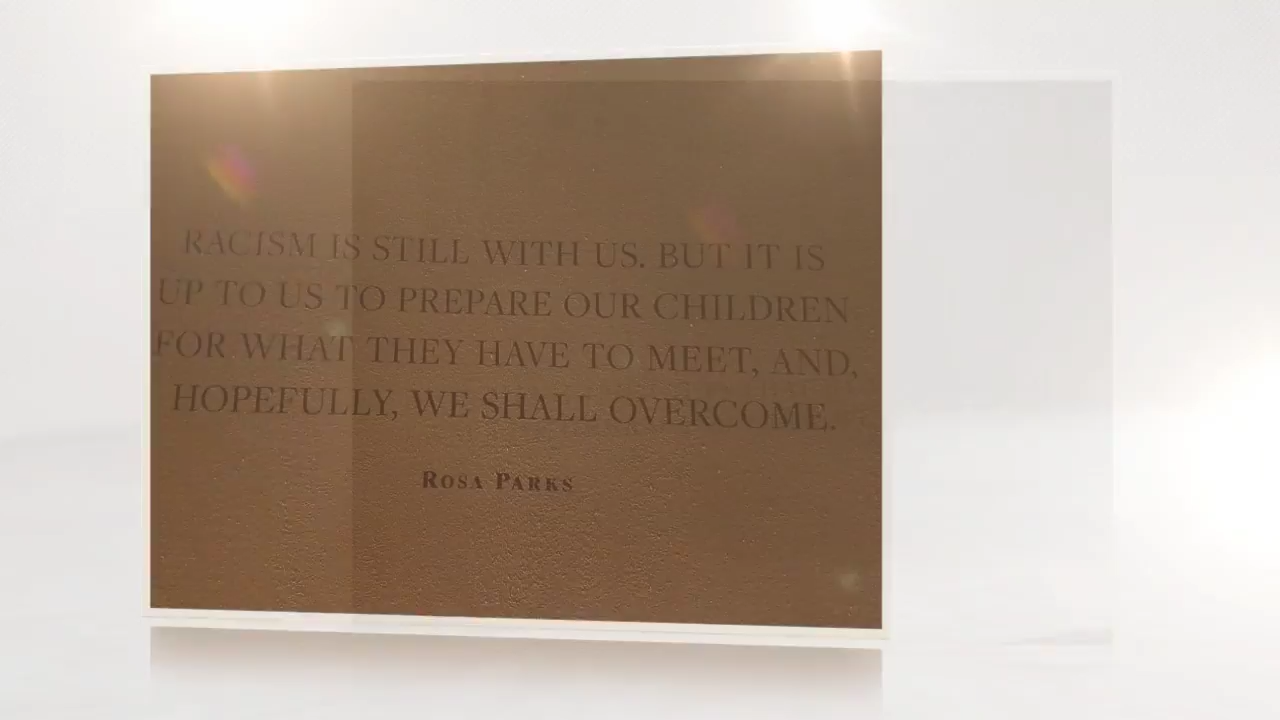 RACISM IS STILL WITH US. BUT IT IS
UP TO US TO PREPARE OUR CHILDREN
FOR WHAT THEY HAVE TO MEET, AND,
HOPEFULLY, WE SHALL OVERCOME.
ROSA PARKS